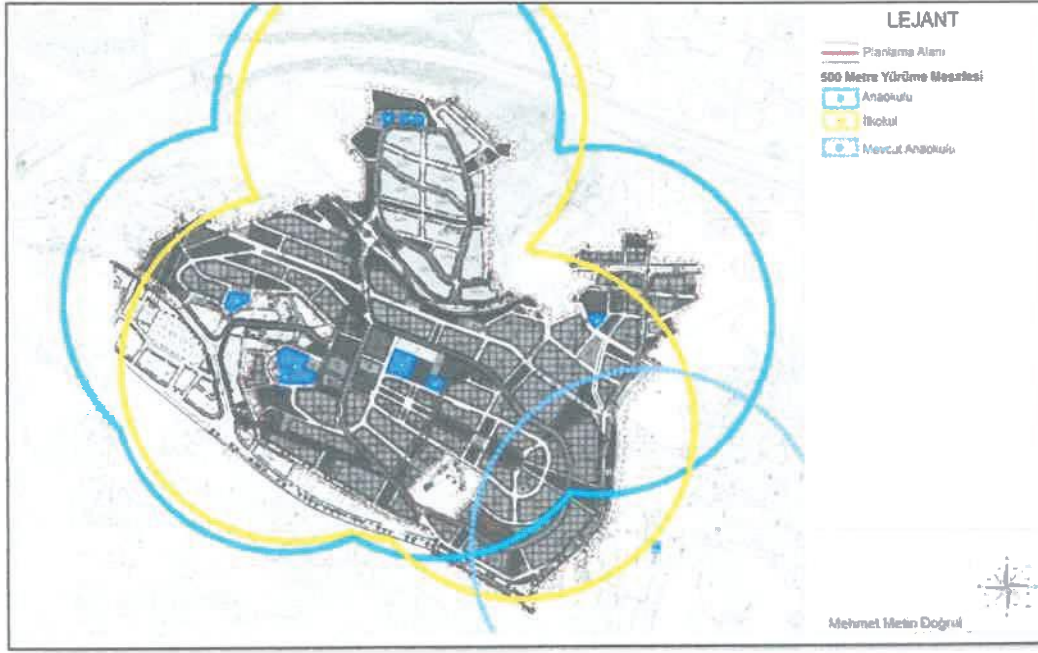 LEJANT
Planlama Alanı
500 Metre Yürüme Mesafesi
Anaokulu
İlkokul
Mevcut Anaokulu
Mehmet Metin Doğrul